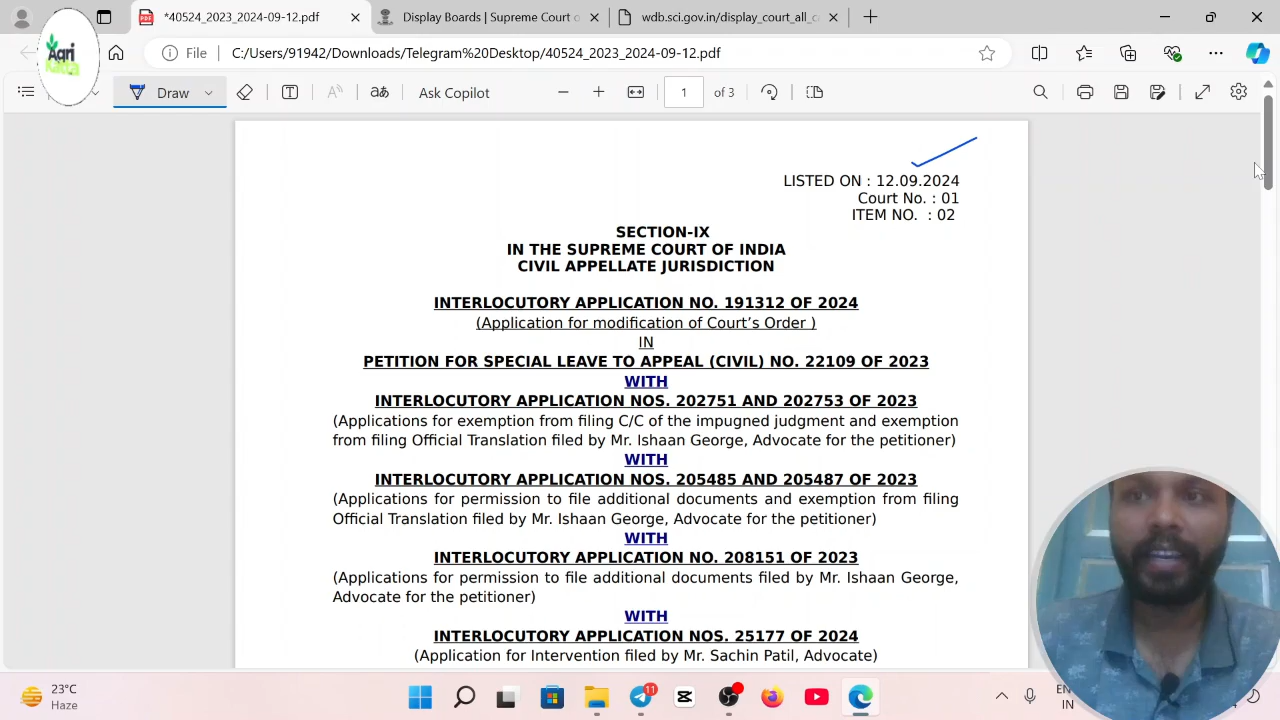 *40524_2023_2024-09-12.pdf
Display Boards | Supreme Court o
wdb.sci.gov.in/display_court_all_c
Agri
File
C:/Users/91942/Downloads/Telegram%20Desktop/40524_2023_2024-09-12.pdf
Draw
Ask Copilot
1 of 3
LISTED ON : 12.09.2024
Court No. : 01
ITEM NO. : 02
SECTION-IX
IN THE SUPREME COURT OF INDIA
CIVIL APPELLATE JURISDICTION
INTERLOCUTORY APPLICATION NO. 191312 OF 2024
(Application for modification of Court’s Order )
IN
PETITION FOR SPECIAL LEAVE TO APPEAL (CIVIL) NO. 22109 OF 2023
WITH
INTERLOCUTORY APPLICATION NOS. 202751 AND 202753 OF 2023
(Applications for exemption from filing C/C of the impugned judgment and exemption
from filing Official Translation filed by Mr. Ishaan George, Advocate for the petitioner)
WITH
INTERLOCUTORY APPLICATION NOS. 205485 AND 205487 OF 2023
(Applications for permission to file additional documents and exemption from filing
Official Translation filed by Mr. Ishaan George, Advocate for the petitioner)
WITH
INTERLOCUTORY APPLICATION NO. 208151 OF 2023
(Applications for permission to file additional documents filed by Mr. Ishaan George,
Advocate for the petitioner)
WITH
INTERLOCUTORY APPLICATION NOS. 25177 OF 2024
(Application for Intervention filed by Mr. Sachin Patil, Advocate)
23°C
Haze
11
EN
IN